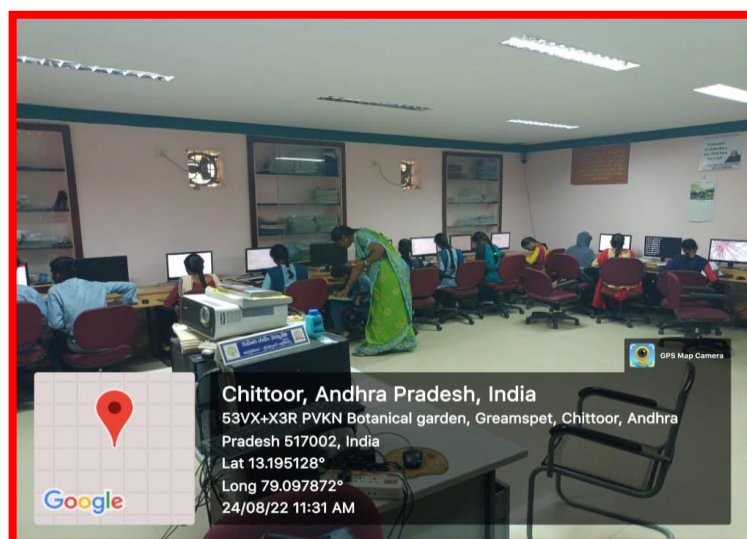 GPS Map Camera
Chittoor, Andhra Pradesh, India
53VX+X3R PVKN Botanical garden, Greamspet, Chittoor, Andhra
Pradesh 517002, India
Lat 13.195128°
Long 79.097872°
24/08/22 11:31 AM
Google